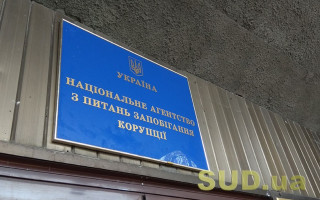 УКРАЇНА
НАЦІОНАЛЬНЕ АГЕНТСТВО
З ПИТАНЬ ЗАПОБІГАННЯ
КОРУПЦІЇ
SUD.ua